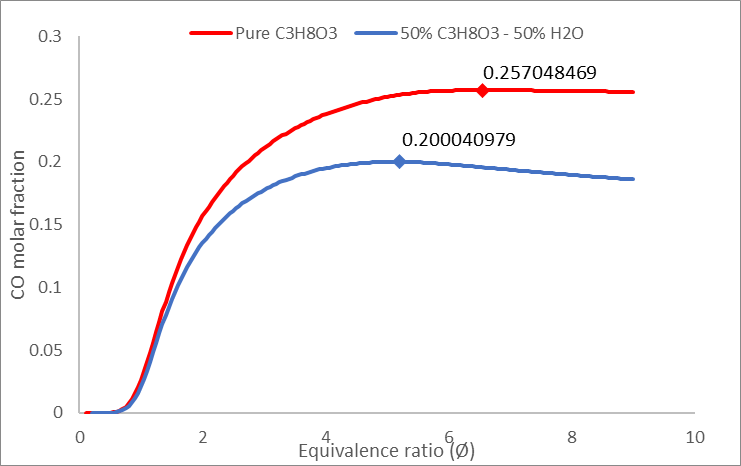 0.3
Pure C3H8O3
50% C3H8O3 - 50% H2O
0.257048469
0.25
0.200040979
0.2
0.15
0.1
0.05
0
CO molar fraction
0 2 4 6 8 10
Equivalence ratio (Ø)